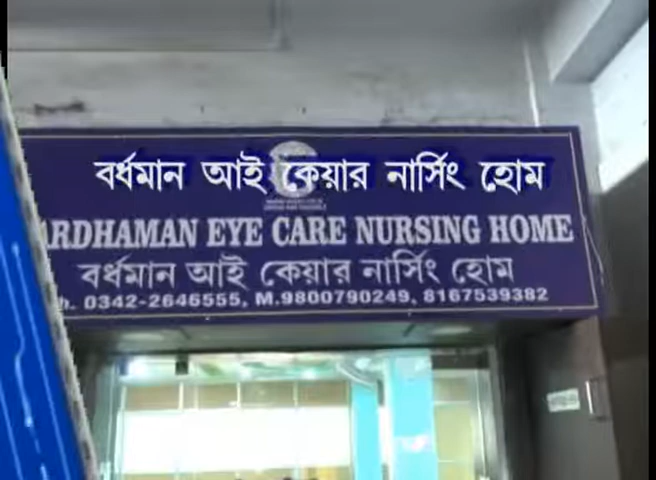 বর্ধমান আই কেয়ার নার্সিং হোম
ARDHAMAN EYE CARE NURSING HOME
বর্ধমান আই কেয়ার নার্সিং হোম
h. 0342-2646555, M.9800790249, 8167539382